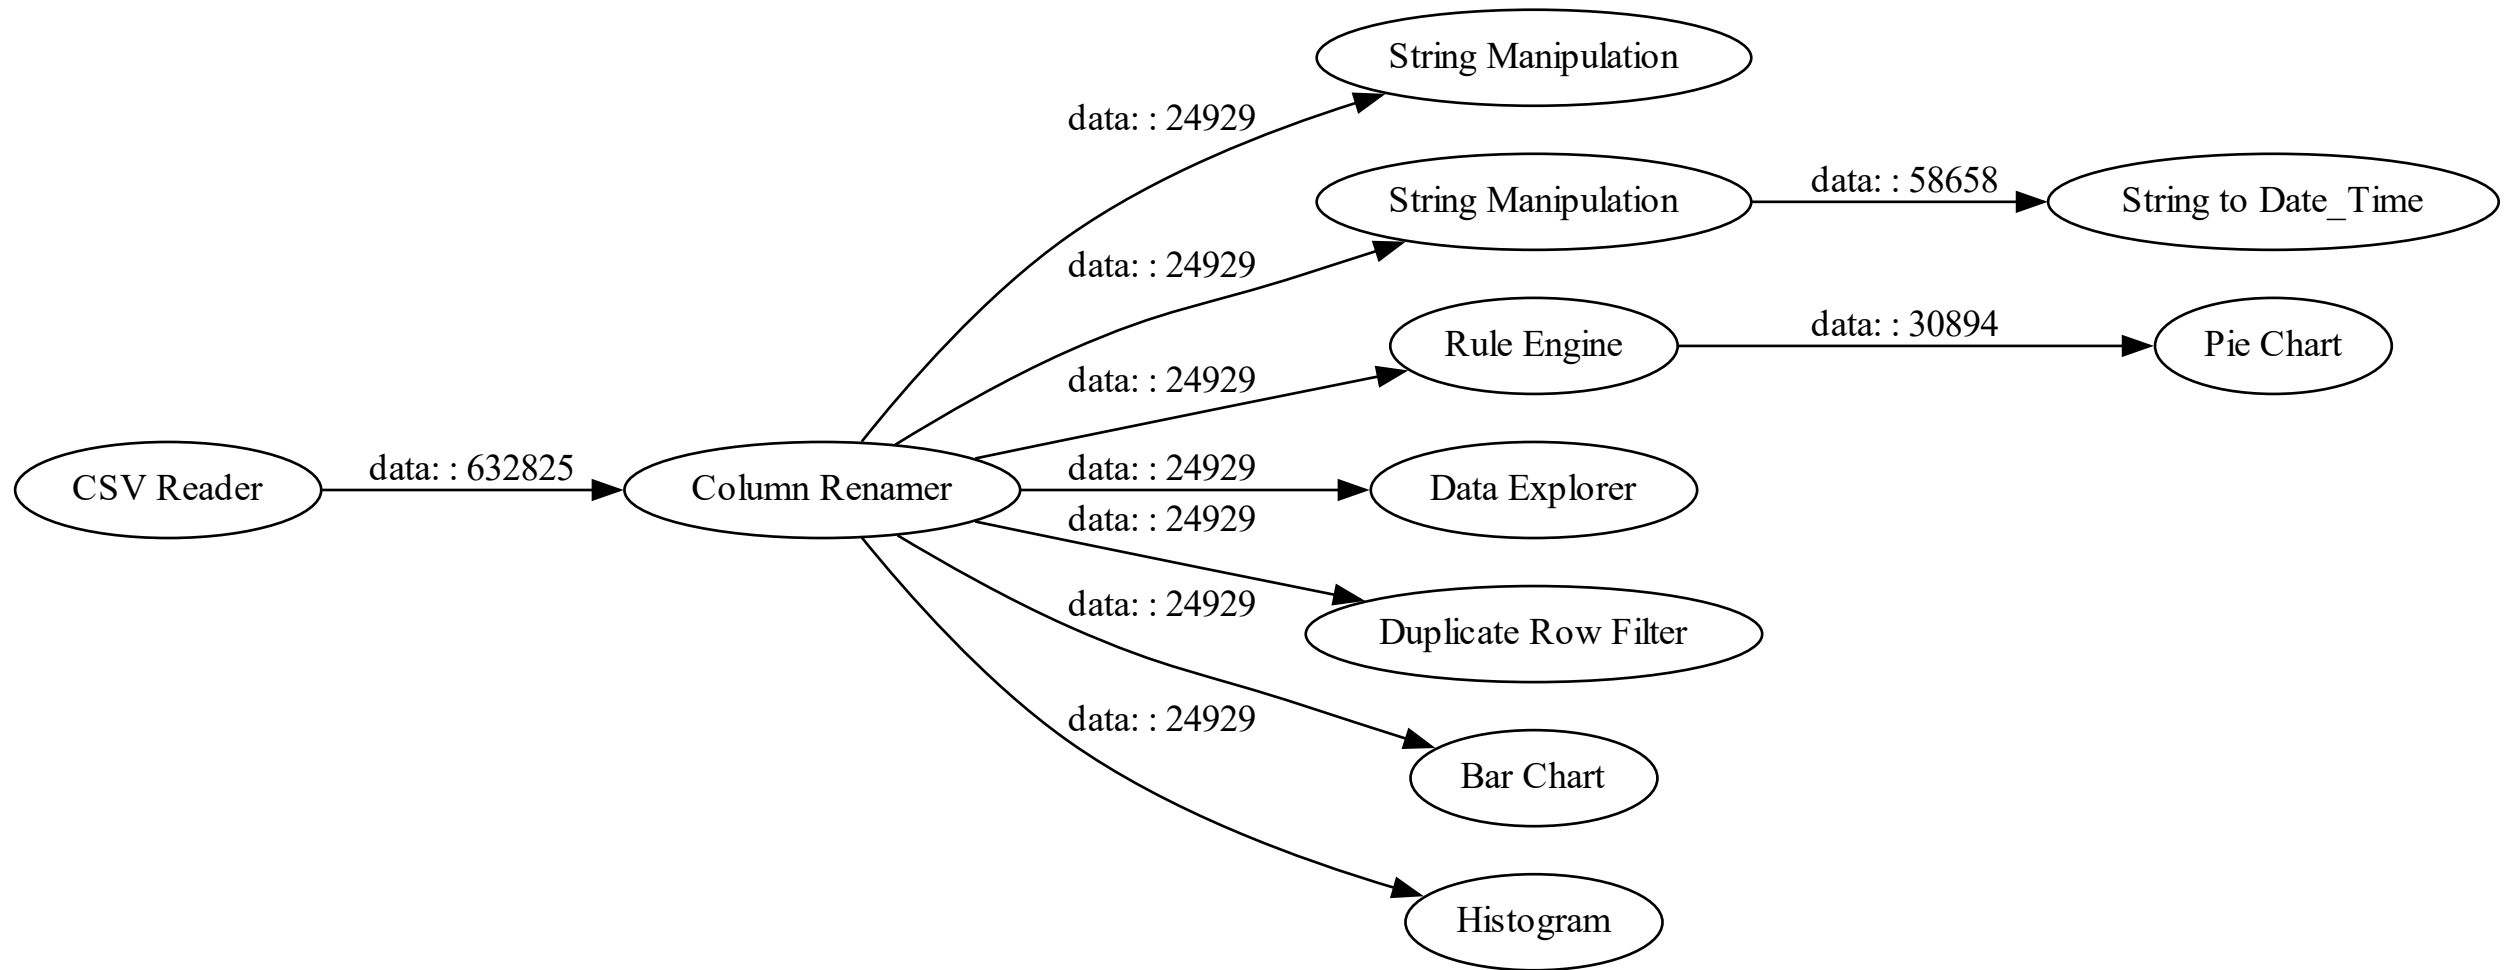 String Manipulation
data: : 24929
String Manipulation
data: : 58658
String to Date_Time
data: : 24929
Rule Engine
data: : 30894
Pie Chart
data: : 24929
CSV Reader
data: : 632825
Column Renamer
data: : 24929
Data Explorer
data: : 24929
Duplicate Row Filter
data: : 24929
Bar Chart
data: : 24929
Histogram